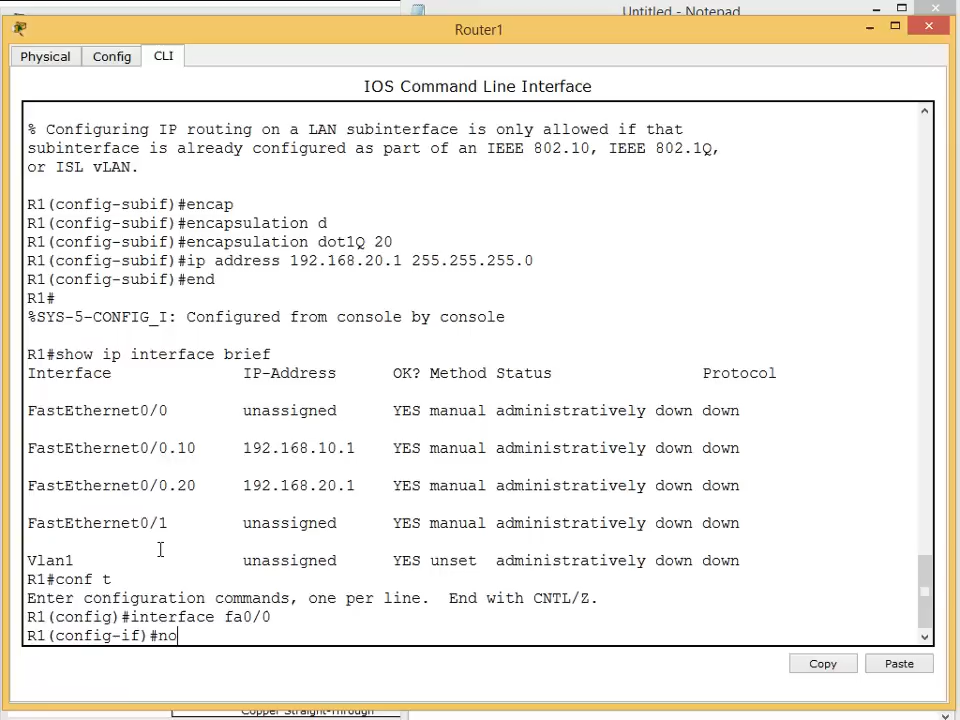 Untitled - Notepad
Router1
Physical Config CLI
IOS Command Line Interface
% Configuring IP routing on a LAN subinterface is only allowed if that
subinterface is already configured as part of an IEEE 802.10, IEEE 802.1Q,
or ISL vLAN.
R1(config-subif)#encap
R1(config-subif)#encapsulation d
R1(config-subif)#encapsulation dot1Q 20
R1(config-subif)#ip address 192.168.20.1 255.255.255.0
R1(config-subif)#end
R1#
%SYS-5-CONFIG_I: Configured from console by console
R1#show ip interface brief
Interface IP-Address OK? Method Status Protocol
FastEthernet0/0 unassigned YES manual administratively down down
FastEthernet0/0.10 192.168.10.1 YES manual administratively down down
FastEthernet0/0.20 192.168.20.1 YES manual administratively down down
FastEthernet0/1 unassigned YES manual administratively down down
Vlan1 unassigned YES unset administratively down down
R1#conf t
Enter configuration commands, one per line. End with CNTL/Z.
R1(config)#interface fa0/0
R1(config-if)#no
Copy Paste
Copper Straight-Through